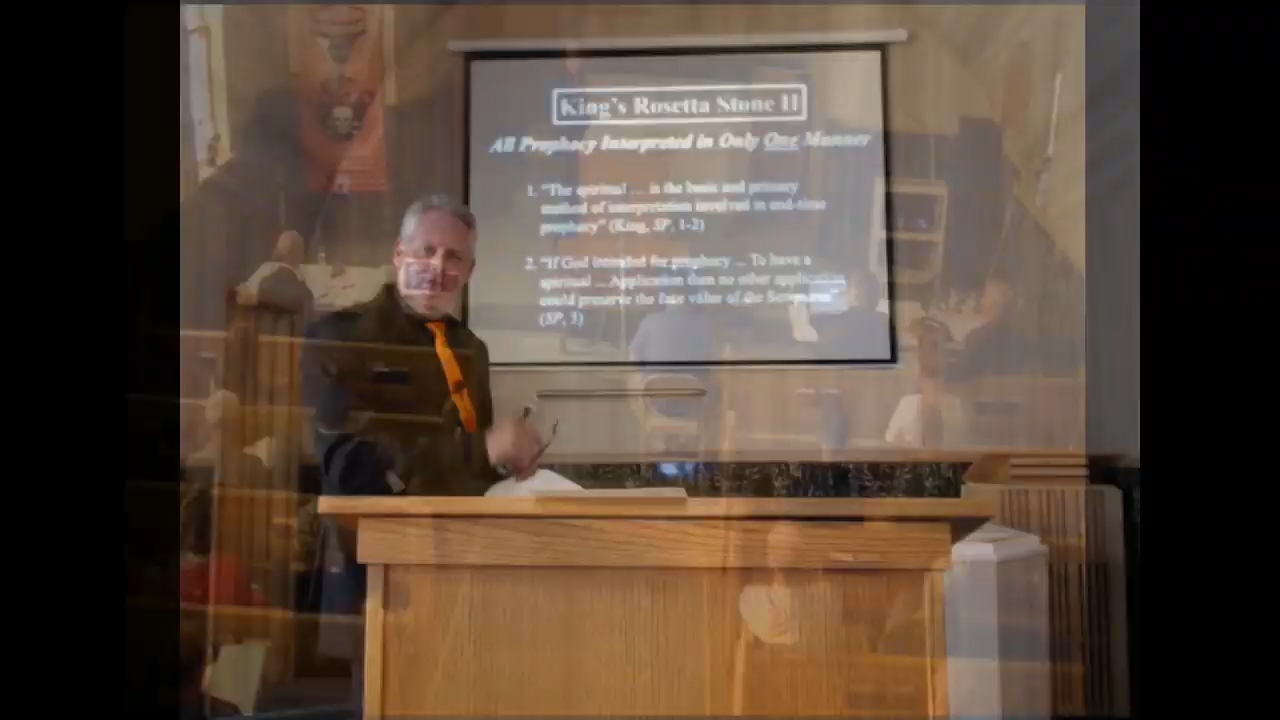 King's Rosetta Stone II
All Prophecy Interpreted in Only One Manner
1. "The spiritual ... is the basis and primary
method of interpretation involved in end-time
prophecy" (King, SP, 1-2)
2. "If God intended for prophecy ... To have a
spiritual ... Application then no other application
could preserve the face value of the Scriptures"
(SP, 3)